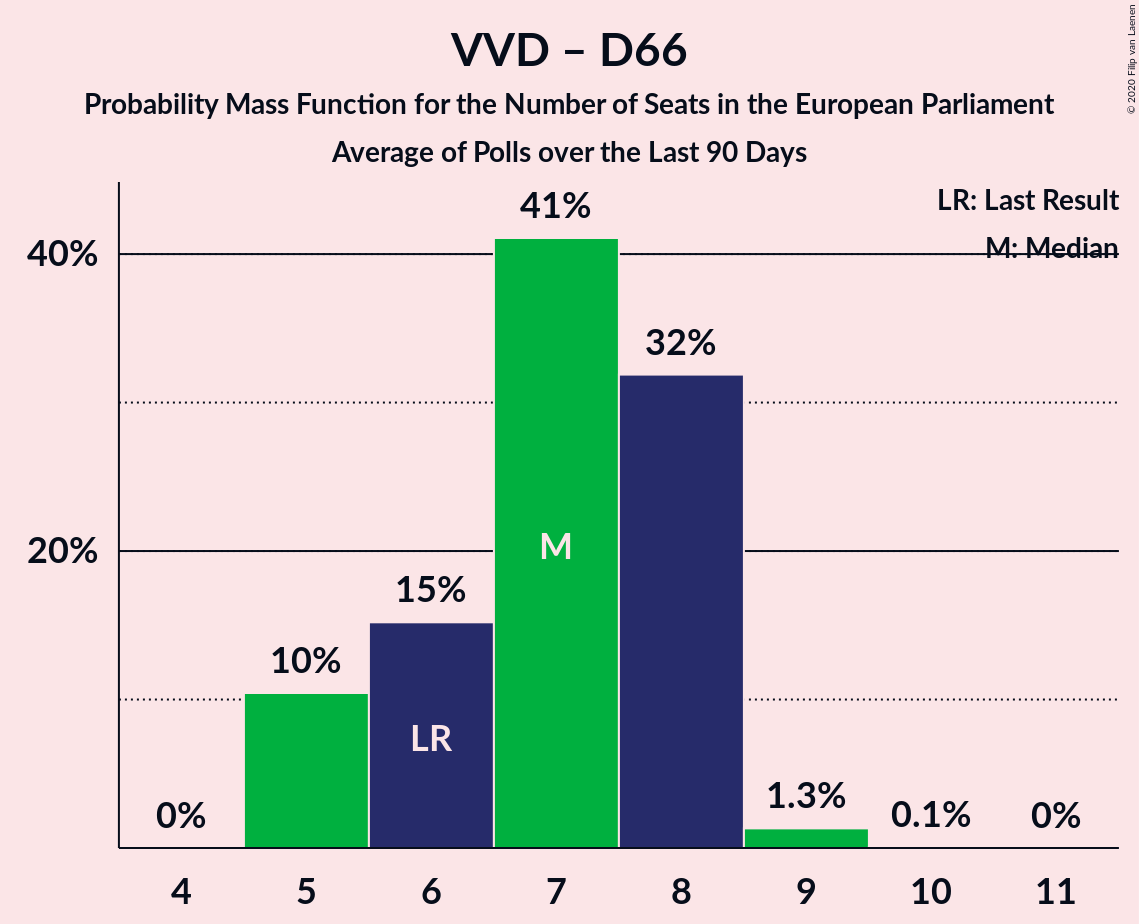 VVD – D66
Probability Mass Function for the Number of Seats in the European Parliament
Average of Polls over the Last 90 Days
© 2020 Filip van Laenen
LR: Last Result
M: Median
41%
40%
32%
M
20%
15%
10%
LR
1.3%
0%
0.1%
0%
4 5 6 7 8 9 10 11